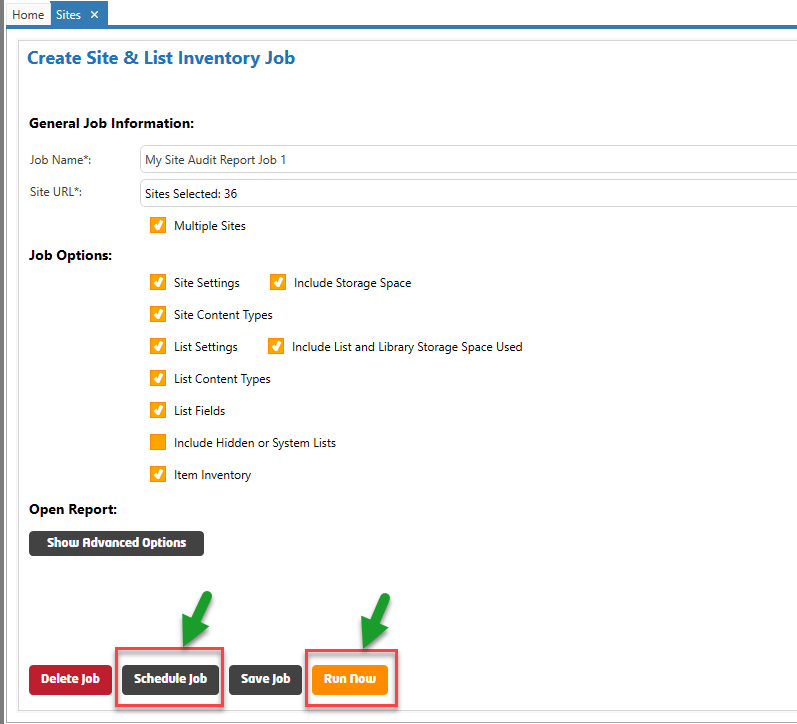 Home Sites ×
Create Site & List Inventory Job
General Job Information:
Job Name*: My Site Audit Report Job 1
Site URL*: Sites Selected: 36
Multiple Sites
Job Options:
Site Settings Include Storage Space
Site Content Types
List Settings Include List and Library Storage Space Used
List Content Types
List Fields
Include Hidden or System Lists
Item Inventory
Open Report:
Show Advanced Options
Delete Job Schedule Job Save Job Run Now